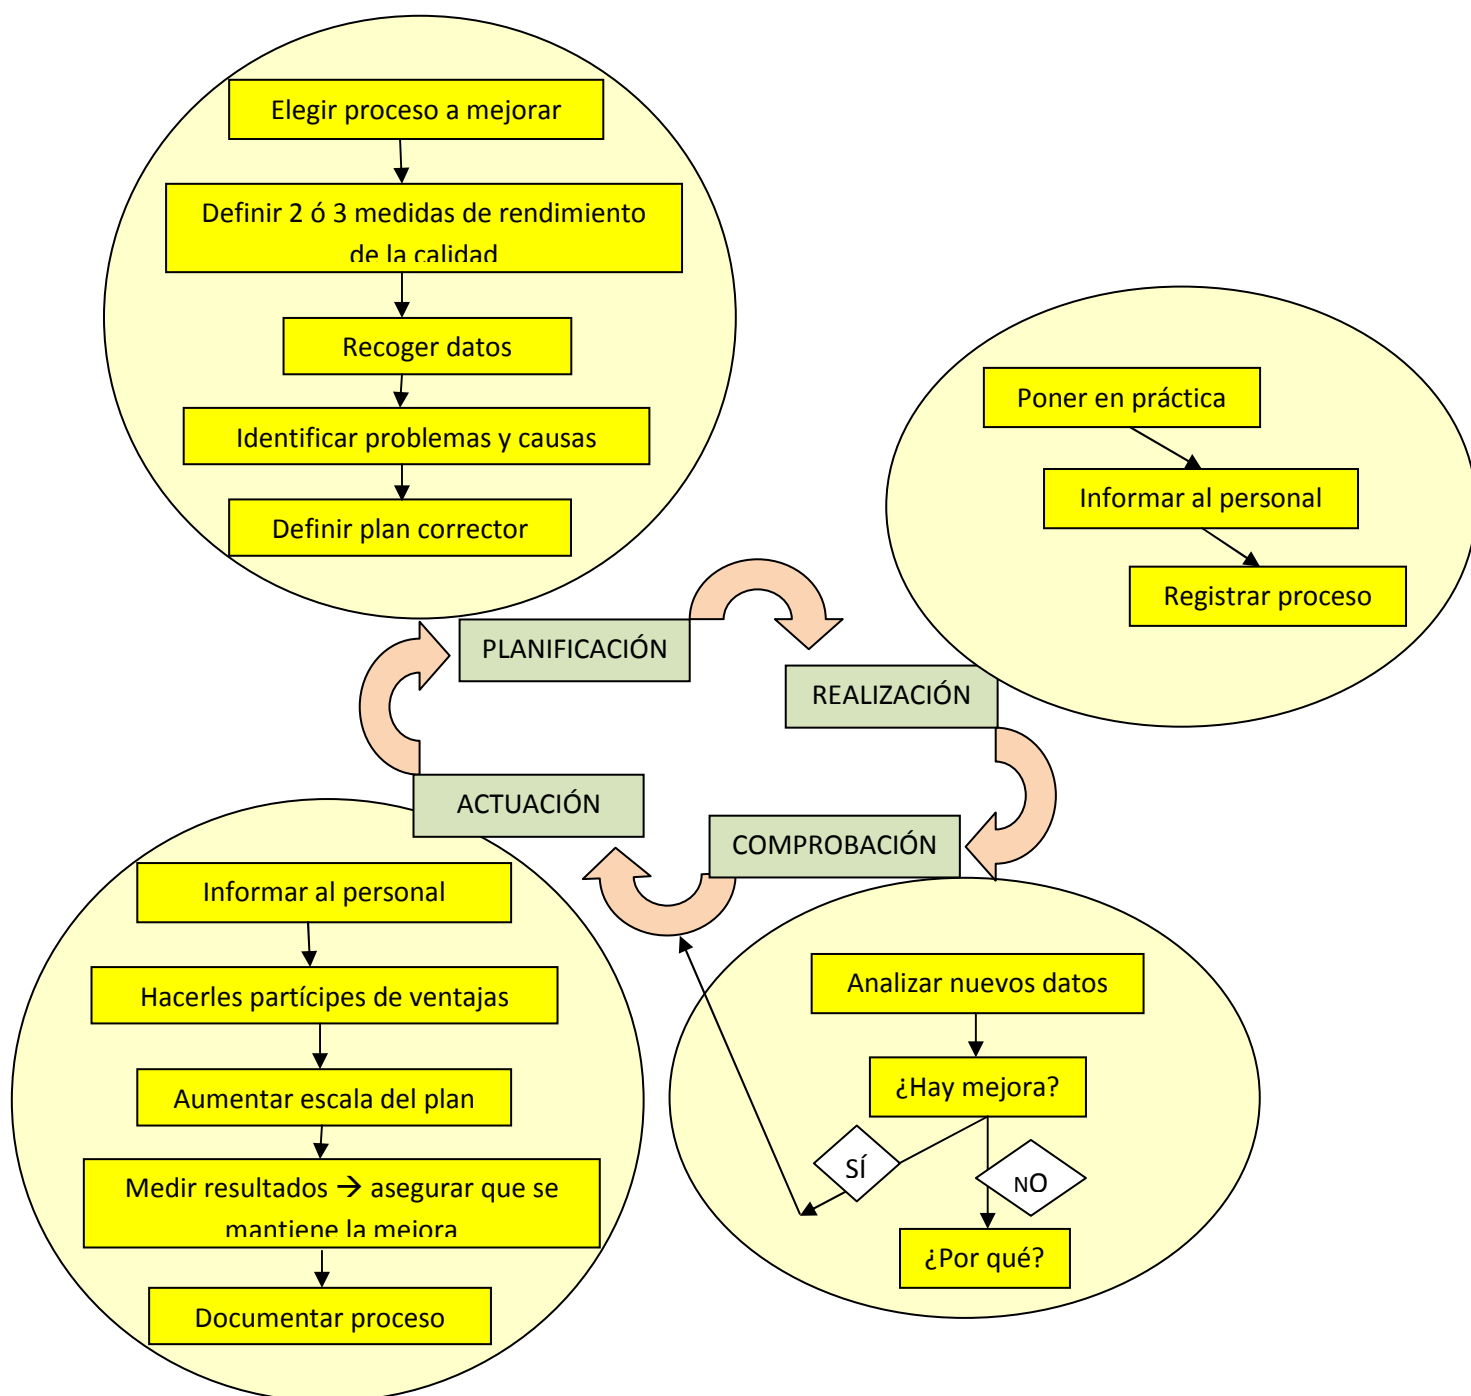 Elegir proceso a mejorar
Definir 2 ó 3 medidas de rendimiento
de la calidad
Recoger datos
Identificar problemas y causas
Definir plan corrector
PLANIFICACIÓN
Poner en práctica
Informar al personal
Registrar proceso
REALIZACIÓN
COMPROBACIÓN
Analizar nuevos datos
¿Hay mejora?
SÍ
NO
¿Por qué?
ACTUACIÓN
Informar al personal
Hacerles partícipes de ventajas
Aumentar escala del plan
Medir resultados → asegurar que se
mantiene la mejora
Documentar proceso